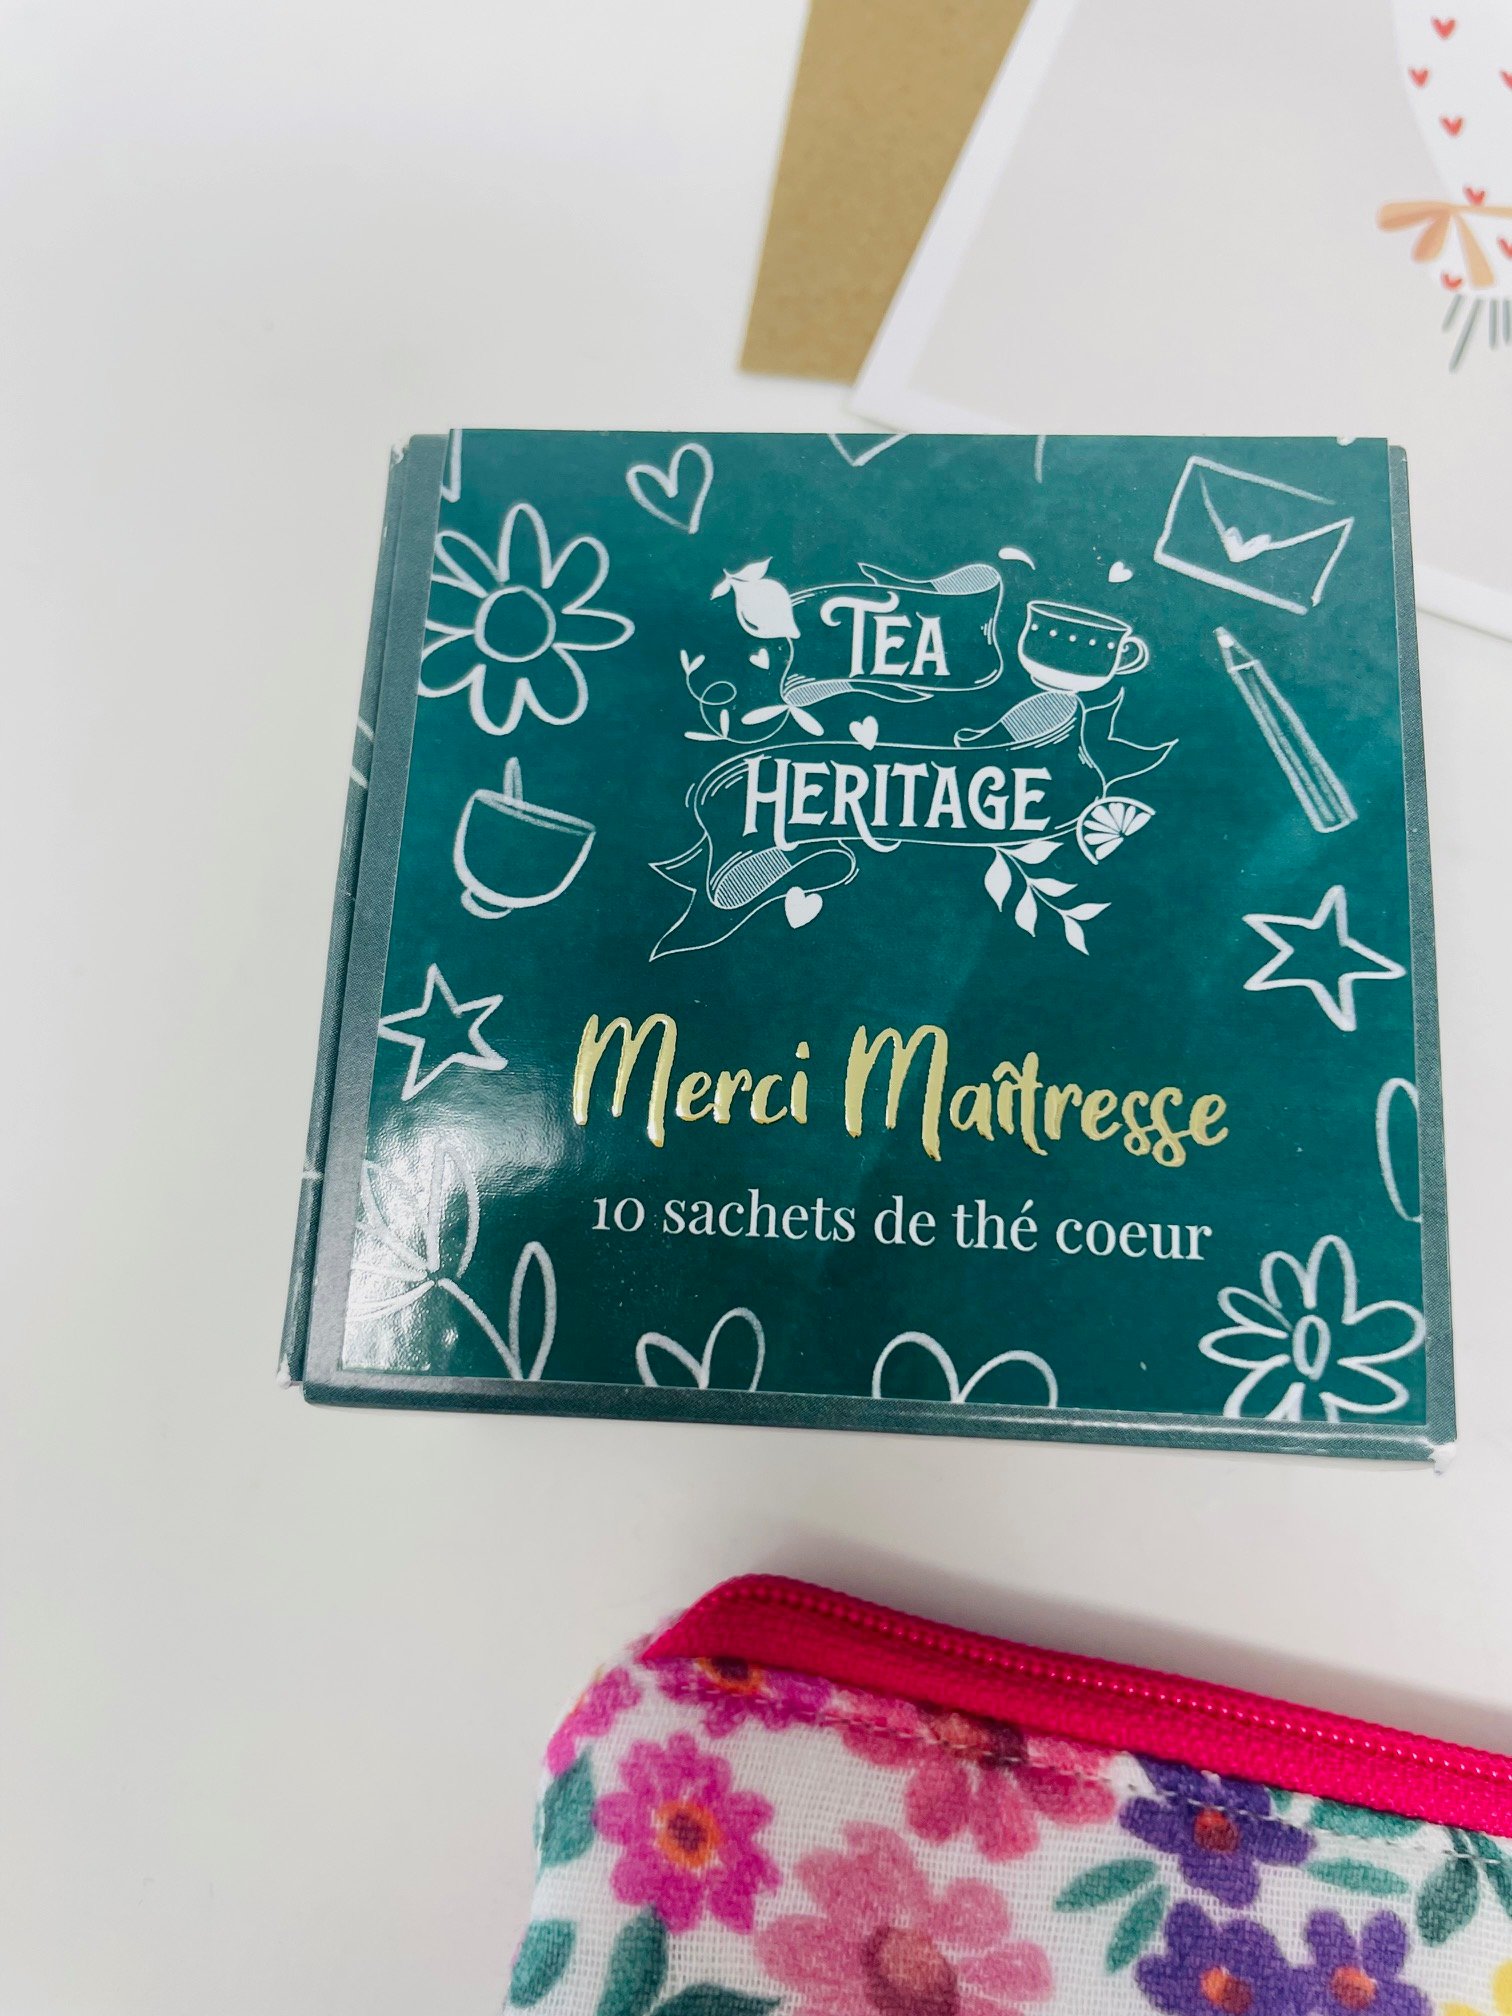 TEA
HERITAGE
Merci Maîtresse
10 sachets de thé coeur